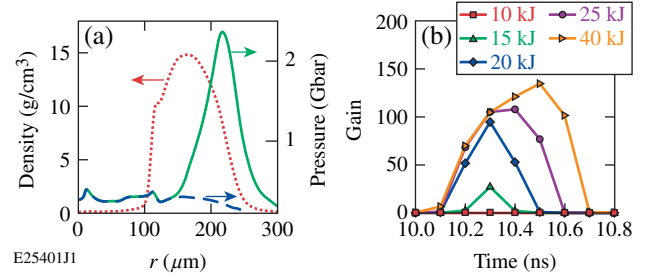 (a)
Density (g/cm³)
15
10
5
0
0
100
200
300
r (μm)
2
1
Pressure (Gbar)
E25401J1
(b)
10 kJ
15 kJ
20 kJ
25 kJ
40 kJ
Gain
200
150
100
50
0
10.0
10.2
10.4
10.6
10.8
Time (ns)